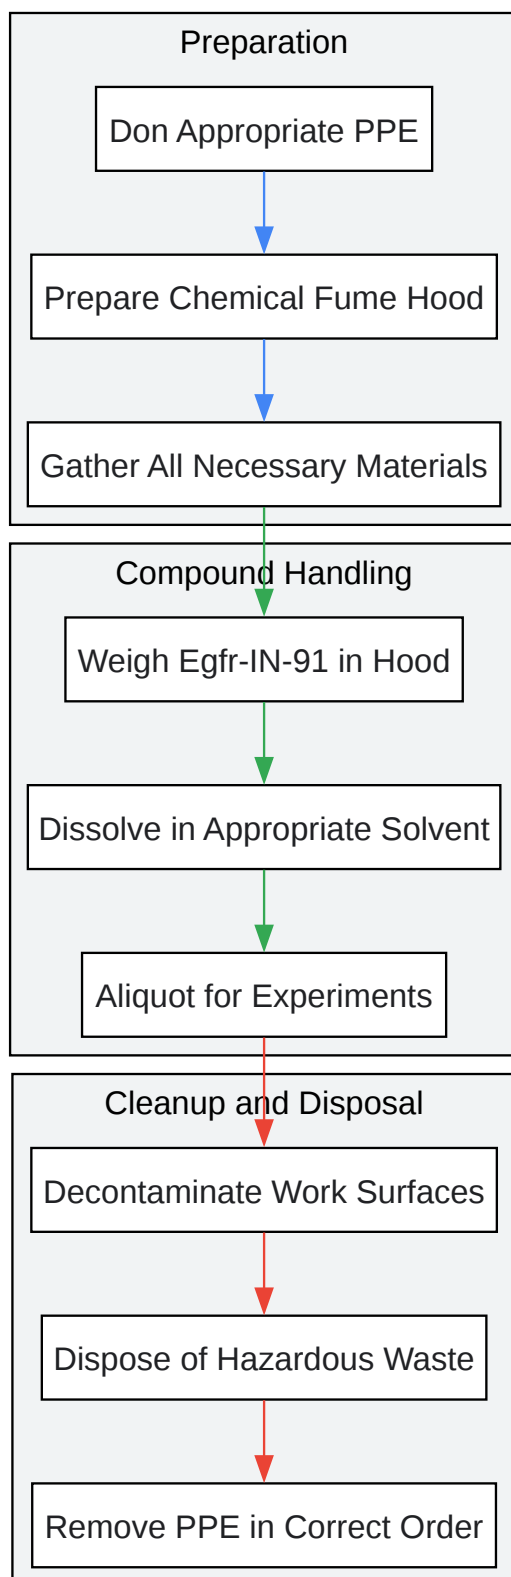 Preparation
Don Appropriate PPE
Prepare Chemical Fume Hood
Gather All Necessary Materials
Compound Handling
Weigh Egfr-IN-91 in Hood
Dissolve in Appropriate Solvent
Aliquot for Experiments
Cleanup and Disposal
Decontaminate Work Surfaces
Dispose of Hazardous Waste
Remove PPE in Correct Order